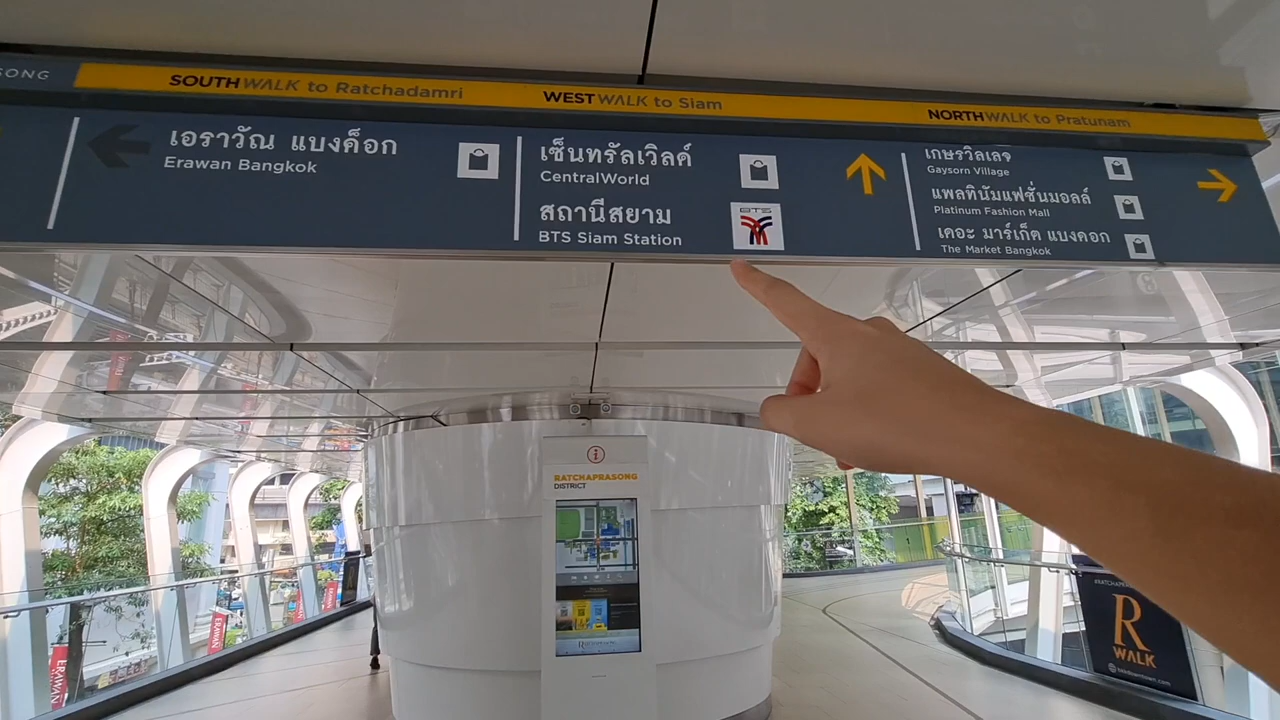 SONG
SOUTHWALK to Ratchadamri
WESTWALK to Siam
NORTHWALK to Pratunam
เอราวัณ แบงค็อก
Erawan Bangkok
เซ็นทรัลเวิลค์
CentralWorld
สถานีสยาม
BTS Siam Station
BTS
เกษรวิลเลจ
Gaysorn Village
แพลทินัมแฟชั่นมอลล์
Platinum Fashion Mall
เดอะ มาร์เก็ต แบงคอก
The Market Bangkok
i
RATCHAPRASONG
DISTRICT
R
WALK
ERAWAN
ERAWAN